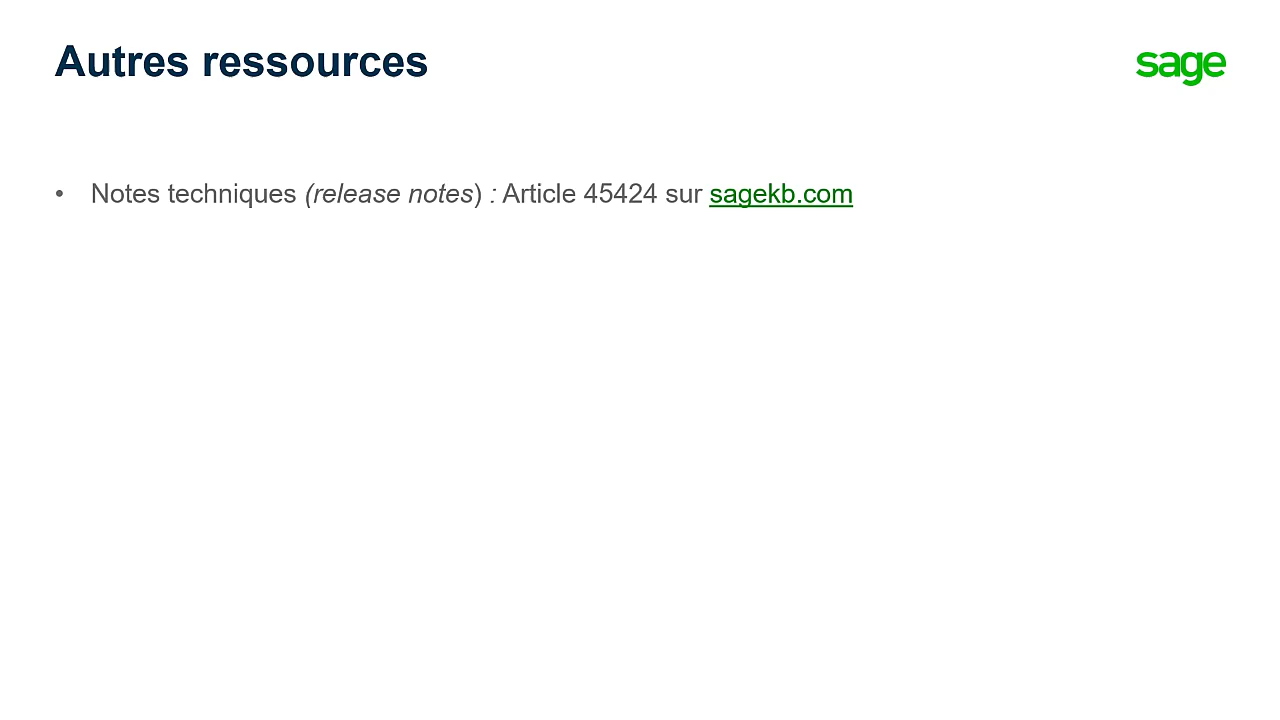 Autres ressources
sage
• Notes techniques (release notes) : Article 45424 sur sagekb.com